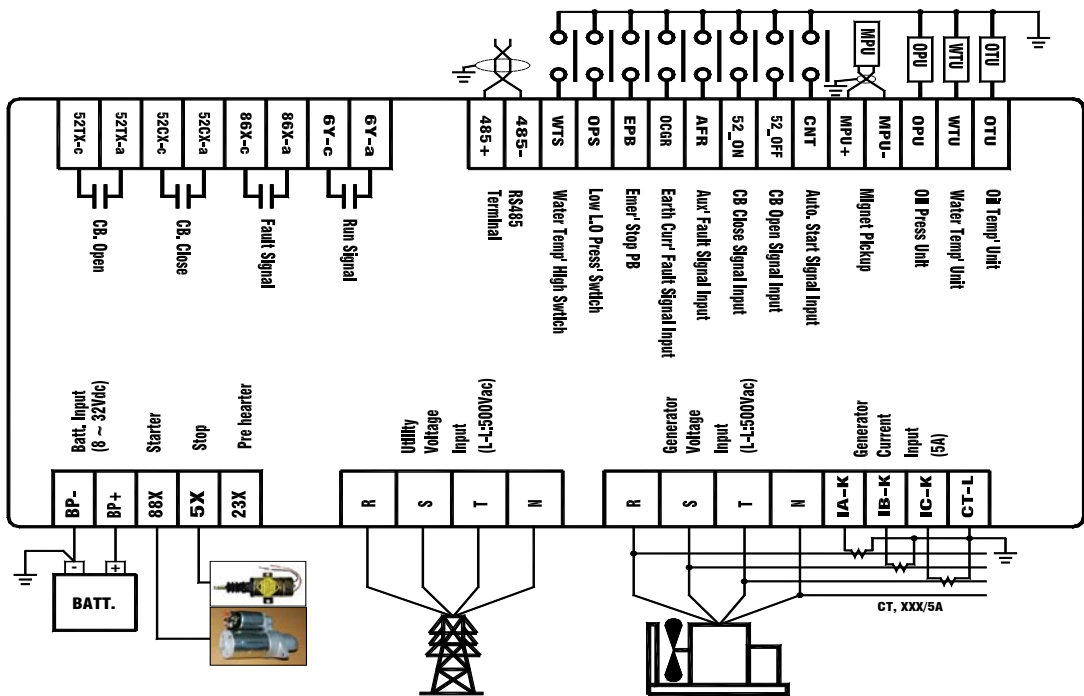 MPU
OPU
WTU
OTU
52TX-c
52TX-a
52CX-c
52CX-a
86X-c
86X-a
6Y-c
6Y-a
485+
485-
WTS
OPS
EPB
OCGR
AFR
52_ON
52_OFF
CNT
MPU+
MPU-
OPU
WTU
OTU
CB. Open
CB. Close
Fault Signal
Run Signal
RS485
Terminal
Water Temp' High Swtich
Low L.O Press' Swtich
Emer' Stop PB
Earth Curr' Fault Signal Input
Aux' Fault Signal Input
CB Close Signal Input
CB Open Signal Input
Auto. Start Signal Input
Mignet Pickup
Oil Press Unit
Water Temp' Unit
Oil Temp' Unit
Batt. Input
(8 ~ 32Vdc)
Starter
Stop
Pre hearter
Utility
Voltage
Input
(L-L:500Vac)
Generator
Voltage
Input
(L-L:500Vac)
Generator
Current
Input
(5A)
BP-
BP+
88X
5X
23X
R
S
T
N
R
S
T
N
IA-K
IB-K
IC-K
CT-L
- +
BATT.
CT, XXX/5A